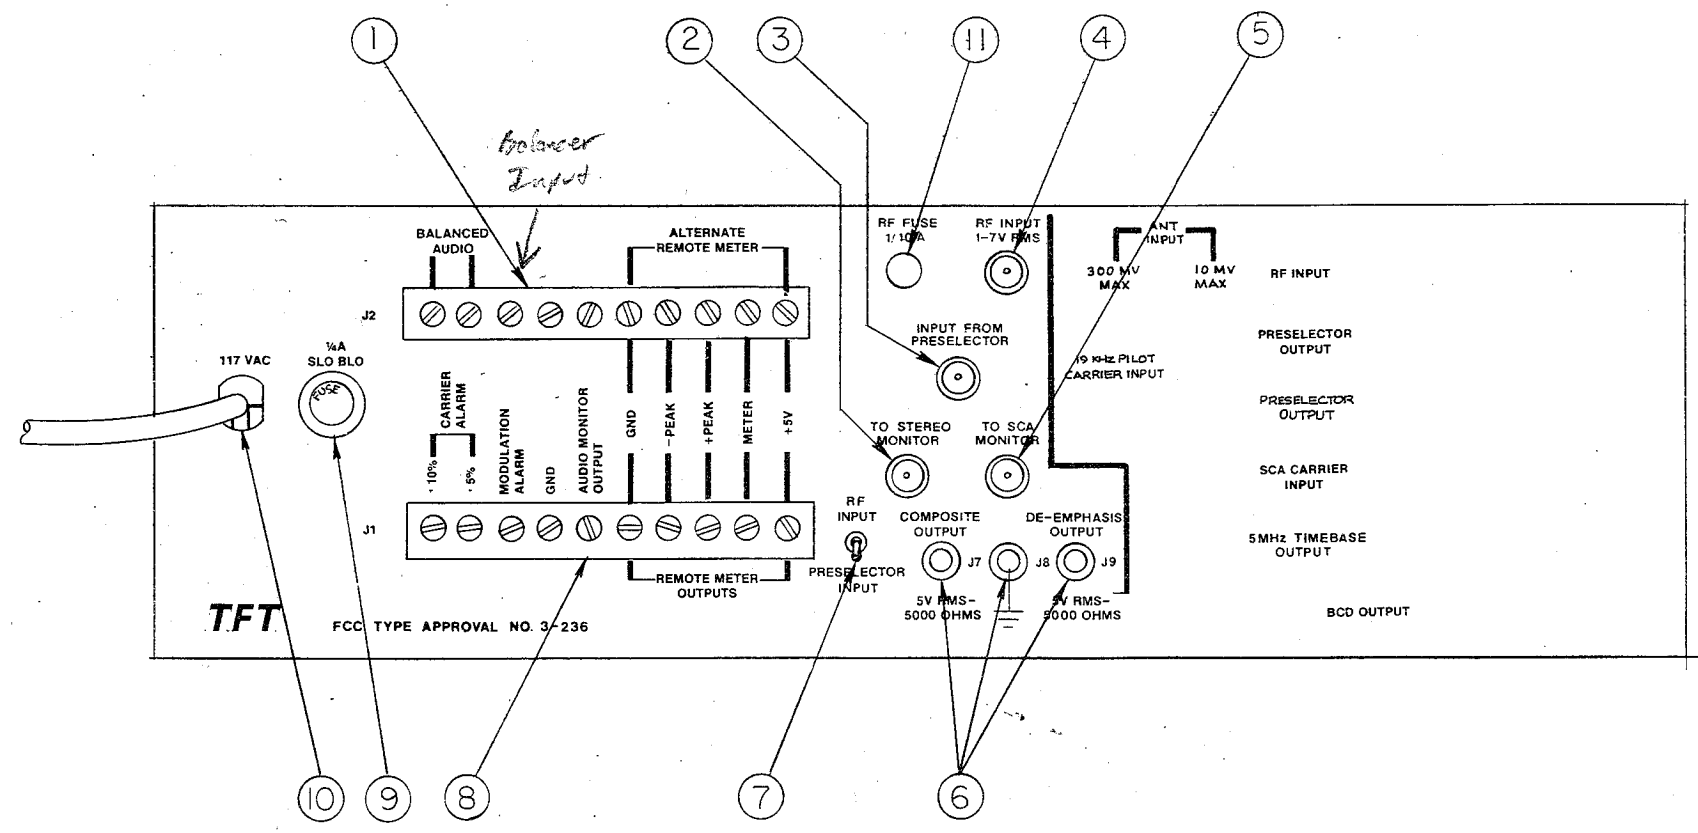 1
2
3
11
4
5
Balancer
Input
BALANCED
AUDIO
ALTERNATE
REMOTE METER
RF FUSE
1/10A
RF INPUT
1-7V RMS
ANT
INPUT
300 MV
MAX
10 MV
MAX
RF INPUT
J2
INPUT FROM
PRESELECTOR
PRESELECTOR
OUTPUT
117 VAC
¼A
SLO BLO
FUSE
19 KHz PILOT
CARRIER INPUT
PRESELECTOR
OUTPUT
CARRIER
ALARM
10%
5%
MODULATION
ALARM
GND
AUDIO MONITOR
OUTPUT
GND
-PEAK
+PEAK
METER
+5V
TO STEREO
MONITOR
TO SCA
MONITOR
SCA CARRIER
INPUT
J1
RF
INPUT
PRESELECTOR
INPUT
COMPOSITE
OUTPUT
DE-EMPHASIS
OUTPUT
J7
J8
J9
5MHz TIMEBASE
OUTPUT
REMOTE METER
OUTPUTS
5V RMS-
5000 OHMS
5V RMS-
5000 OHMS
BCD OUTPUT
TFT
FCC TYPE APPROVAL NO. 3-236
10
9
8
7
6